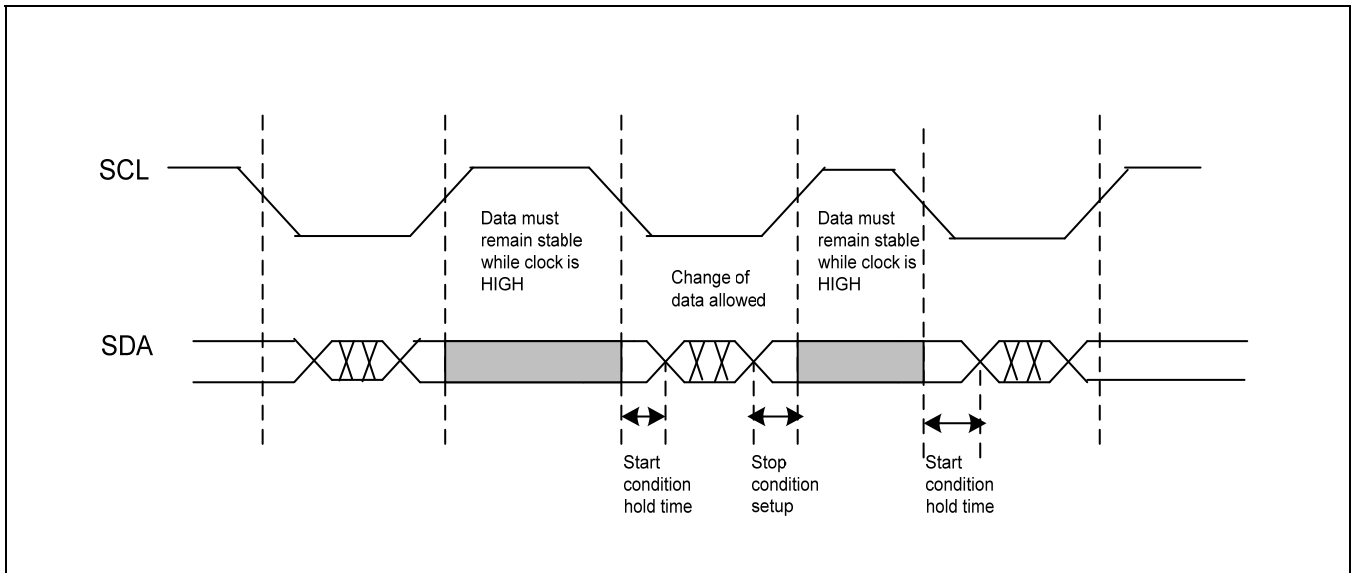 SCL
Data must
remain stable
while clock is
HIGH
Change of
data allowed
Data must
remain stable
while clock is
HIGH
SDA
Start
condition
hold time
Stop
condition
setup
Start
condition
hold time